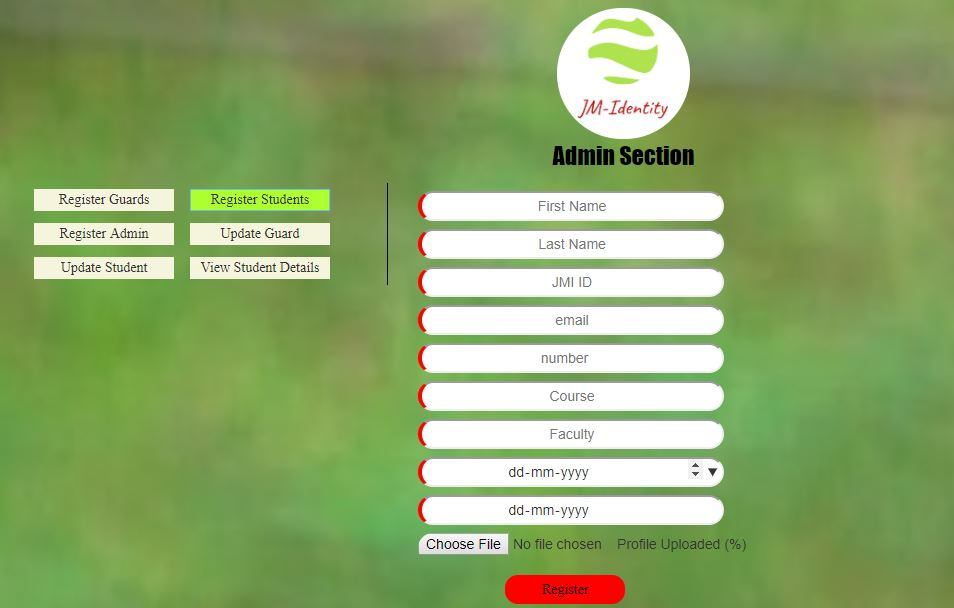 JM-Identity
Admin Section
Register Guards
Register Students
Register Admin
Update Guard
Update Student
View Student Details
First Name
Last Name
JMI ID
email
number
Course
Faculty
dd-mm-yyyy
dd-mm-yyyy
Choose File No file chosen Profile Uploaded (%)
Register